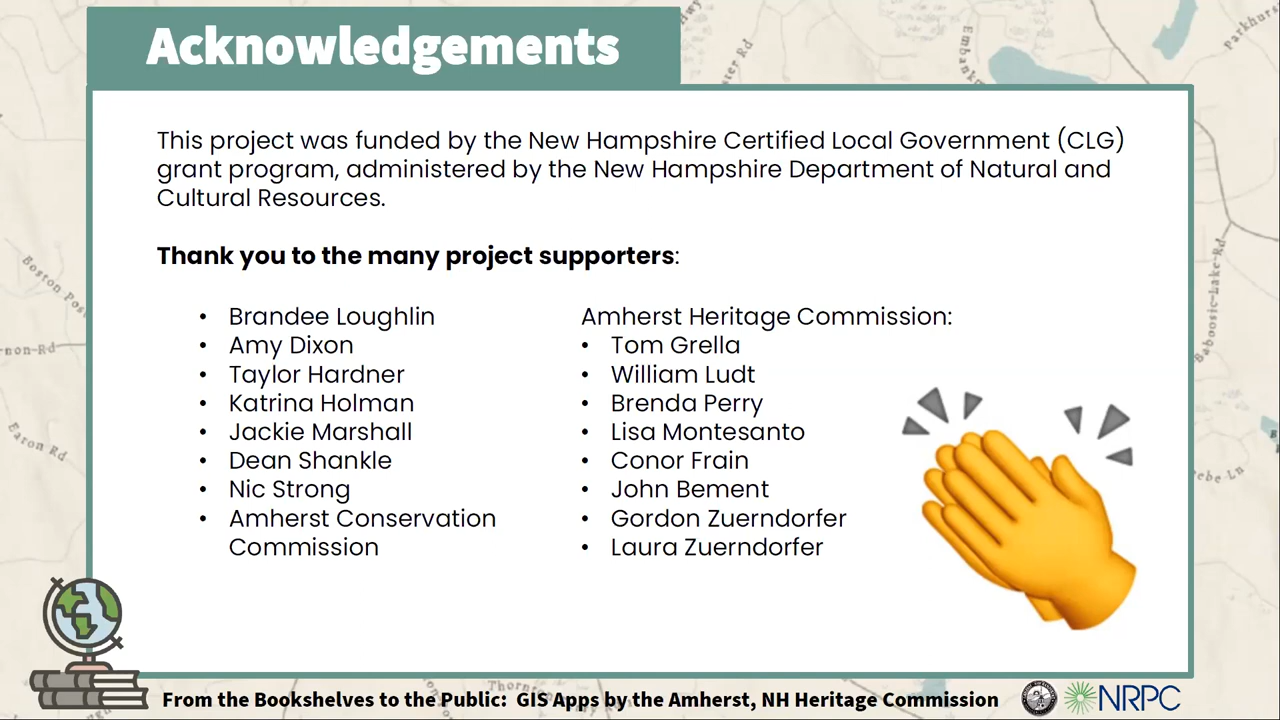 Acknowledgements
This project was funded by the New Hampshire Certified Local Government (CLG)
grant program, administered by the New Hampshire Department of Natural and
Cultural Resources.
Thank you to the many project supporters:
• Brandee Loughlin
• Amy Dixon
• Taylor Hardner
• Katrina Holman
• Jackie Marshall
• Dean Shankle
• Nic Strong
• Amherst Conservation
Commission
Amherst Heritage Commission:
• Tom Grella
• William Ludt
• Brenda Perry
• Lisa Montesanto
• Conor Frain
• John Bement
• Gordon Zuerndorfer
• Laura Zuerndorfer
Baboosic-Lake-Rd
From the Bookshelves to the Public: GIS Apps by the Amherst, NH Heritage Commission
NRPC